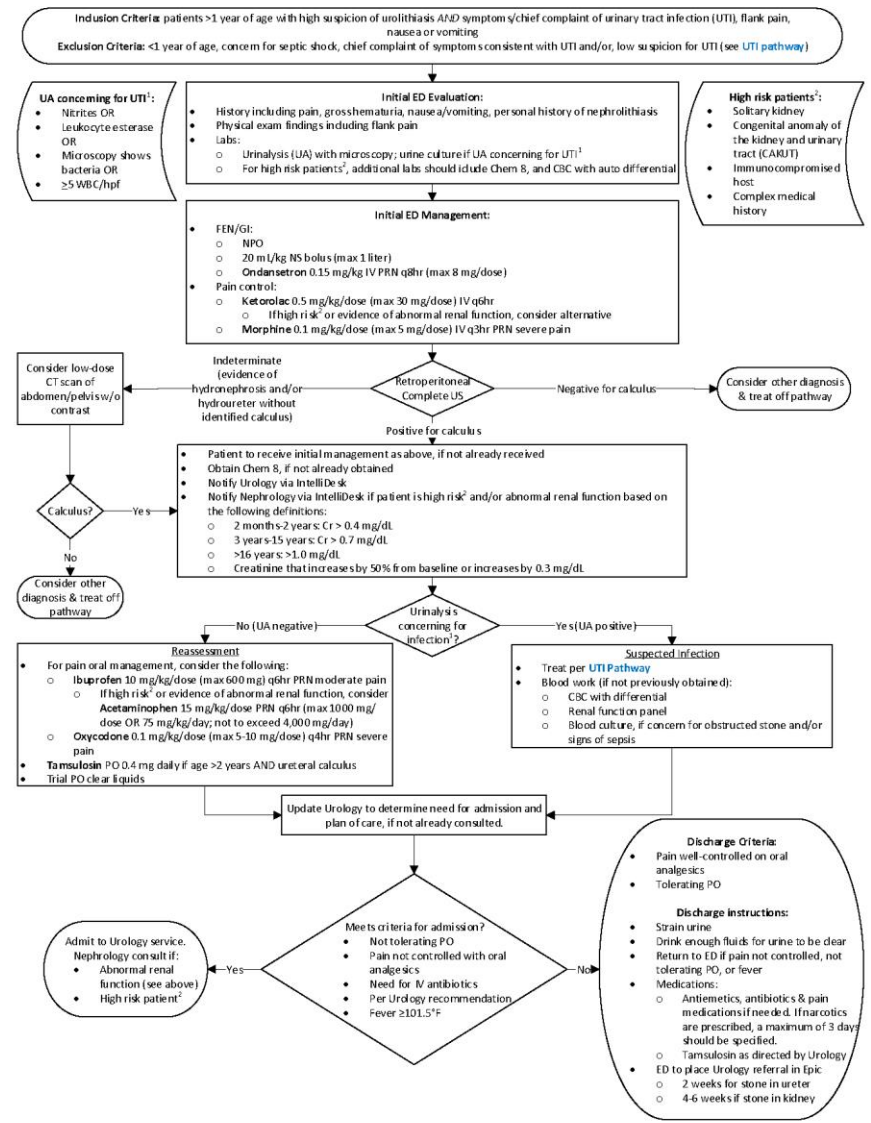 Inclusion Criteria: patients >1 year of age with high suspicion of urolithiasis AND symptoms/chief complaint of urinary tract infection (UTI), flank pain,
nausea or vomiting
Exclusion Criteria: <1 year of age, concern for septic shock, chief complaint of symptoms consistent with UTI and/or, low suspicion for UTI (see UTI pathway)
UA concerning for UTI¹:
• Nitrites OR
• Leukocyte esterase
OR
• Microscopy shows
bacteria OR
• ≥5 WBC/hpf
Initial ED Evaluation:
• History including pain, gross hematuria, nausea/vomiting, personal history of nephrolithiasis
• Physical exam findings including flank pain
• Labs:
o Urinalysis (UA) with microscopy; urine culture if UA concerning for UTI¹
o For high risk patients², additional labs should iclude Chem 8, and CBC with auto differential
High risk patients²:
• Solitary kidney
• Congenital anomaly of
the kidney and urinary
tract (CAKUT)
• Immunocompromised
host
• Complex medical
history
Initial ED Management:
• FEN/GI:
o NPO
o 20 mL/kg NS bolus (max 1 liter)
o Ondansetron 0.15 mg/kg IV PRN q8hr (max 8 mg/dose)
• Pain control:
o Ketorolac 0.5 mg/kg/dose (max 30 mg/dose) IV q6hr
o If high risk² or evidence of abnormal renal function, consider alternative
o Morphine 0.1 mg/kg/dose (max 5 mg/dose) IV q3hr PRN severe pain
Consider low-dose
CT scan of
abdomen/pelvis w/o
contrast
Indeterminate
(evidence of
hydronephrosis and/or
hydroureter without
identified calculus)
Retroperitoneal
Complete US
Negative for calculus
Consider other diagnosis
& treat off pathway
Positive for calculus
• Patient to receive initial management as above, if not already received
• Obtain Chem 8, if not already obtained
• Notify Urology via IntelliDesk
• Notify Nephrology via IntelliDesk if patient is high risk² and/or abnormal renal function based on
the following definitions:
o 2 months-2 years: Cr > 0.4 mg/dL
o 3 years-15 years: Cr > 0.7 mg/dL
o >16 years: >1.0 mg/dL
o Creatinine that increases by 50% from baseline or increases by 0.3 mg/dL
Calculus?
Yes
No
Consider other
diagnosis & treat off
pathway
Urinalysis
concerning for
infection¹?
No (UA negative)
Yes (UA positive)
Reassessment
• For pain oral management, consider the following:
o Ibuprofen 10 mg/kg/dose (max 600 mg) q6hr PRN moderate pain
o If high risk² or evidence of abnormal renal function, consider
Acetaminophen 15 mg/kg/dose PRN q6hr (max 1000 mg/
dose OR 75 mg/kg/day; not to exceed 4,000 mg/day)
o Oxycodone 0.1 mg/kg/dose (max 5-10 mg/dose) q4hr PRN severe
pain
• Tamsulosin PO 0.4 mg daily if age >2 years AND ureteral calculus
• Trial PO clear liquids
Suspected Infection
• Treat per UTI Pathway
• Blood work (if not previously obtained):
o CBC with differential
o Renal function panel
o Blood culture, if concern for obstructed stone and/or
signs of sepsis
Update Urology to determine need for admission and
plan of care, if not already consulted.
Meets criteria for admission?
• Not tolerating PO
• Pain not controlled with oral
analgesics
• Need for IV antibiotics
• Per Urology recommendation
• Fever ≥101.5°F
Yes
Admit to Urology service.
Nephrology consult if:
• Abnormal renal
function (see above)
• High risk patient²
No
Discharge Criteria:
• Pain well-controlled on oral
analgesics
• Tolerating PO
Discharge instructions:
• Strain urine
• Drink enough fluids for urine to be clear
• Return to ED if pain not controlled, not
tolerating PO, or fever
• Medications:
o Antiemetics, antibiotics & pain
medications if needed. If narcotics
are prescribed, a maximum of 3 days
should be specified.
o Tamsulosin as directed by Urology
• ED to place Urology referral in Epic
o 2 weeks for stone in ureter
o 4-6 weeks if stone in kidney